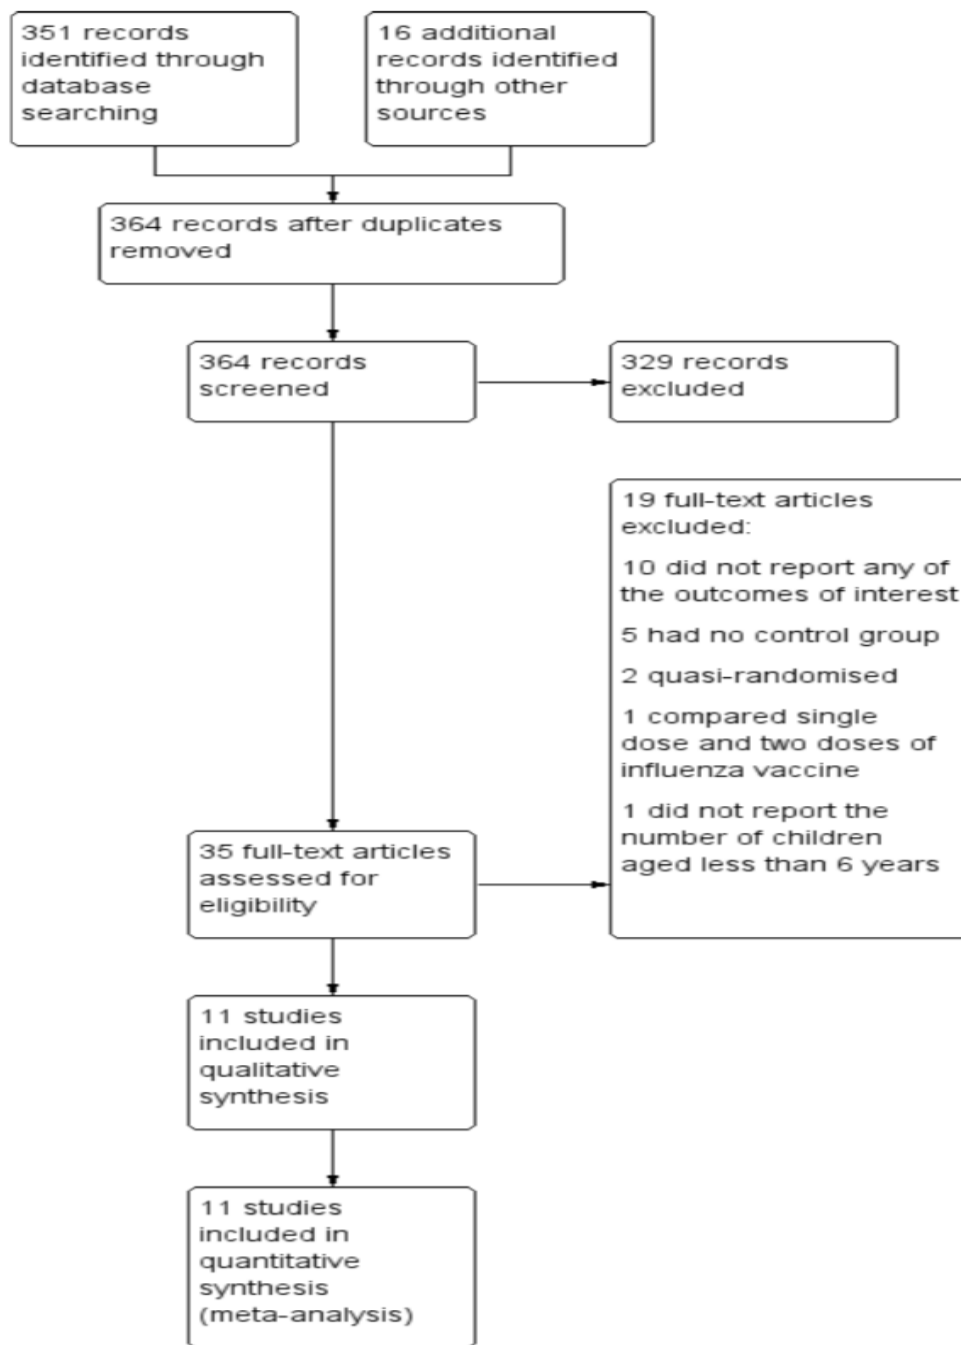 351 records
identified through
database
searching
16 additional
records identified
through other
sources
364 records after duplicates
removed
364 records
screened
329 records
excluded
19 full-text articles
excluded:
10 did not report any of
the outcomes of interest
5 had no control group
2 quasi-randomised
1 compared single
dose and two doses of
influenza vaccine
1 did not report the
number of children
aged less than 6 years
35 full-text articles
assessed for
eligibility
11 studies
included in
qualitative
synthesis
11 studies
included in
quantitative
synthesis
(meta-analysis)